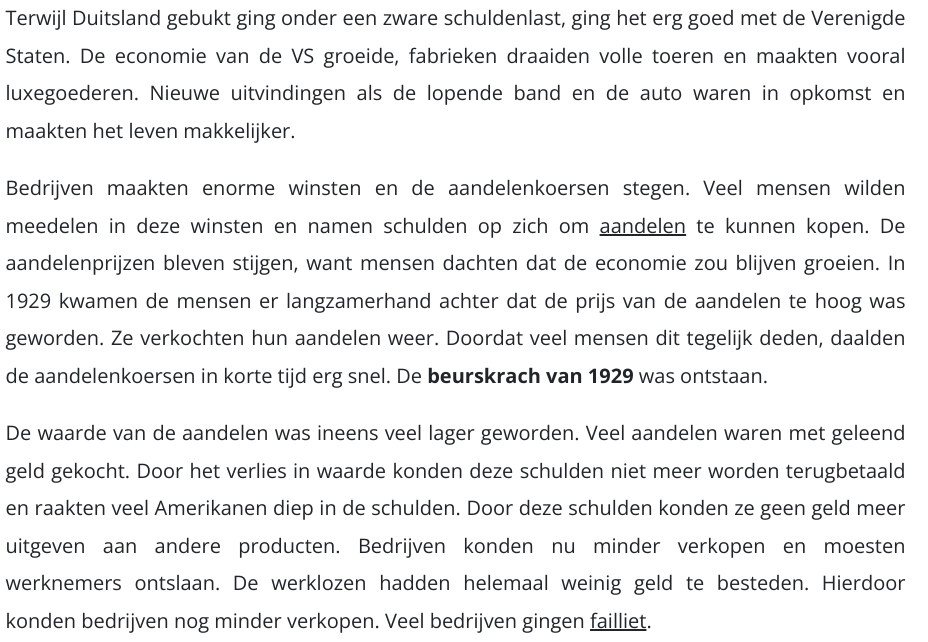 Terwijl Duitsland gebukt ging onder een zware schuldenlast, ging het erg goed met de Verenigde
Staten. De economie van de VS groeide, fabrieken draaiden volle toeren en maakten vooral
luxegoederen. Nieuwe uitvindingen als de lopende band en de auto waren in opkomst en
maakten het leven makkelijker.
Bedrijven maakten enorme winsten en de aandelenkoersen stegen. Veel mensen wilden
meedelen in deze winsten en namen schulden op zich om aandelen te kunnen kopen. De
aandelenprijzen bleven stijgen, want mensen dachten dat de economie zou blijven groeien. In
1929 kwamen de mensen er langzamerhand achter dat de prijs van de aandelen te hoog was
geworden. Ze verkochten hun aandelen weer. Doordat veel mensen dit tegelijk deden, daalden
de aandelenkoersen in korte tijd erg snel. De beurskrach van 1929 was ontstaan.
De waarde van de aandelen was ineens veel lager geworden. Veel aandelen waren met geleend
geld gekocht. Door het verlies in waarde konden deze schulden niet meer worden terugbetaald
en raakten veel Amerikanen diep in de schulden. Door deze schulden konden ze geen geld meer
uitgeven aan andere producten. Bedrijven konden nu minder verkopen en moesten
werknemers ontslaan. De werklozen hadden helemaal weinig geld te besteden. Hierdoor
konden bedrijven nog minder verkopen. Veel bedrijven gingen failliet.